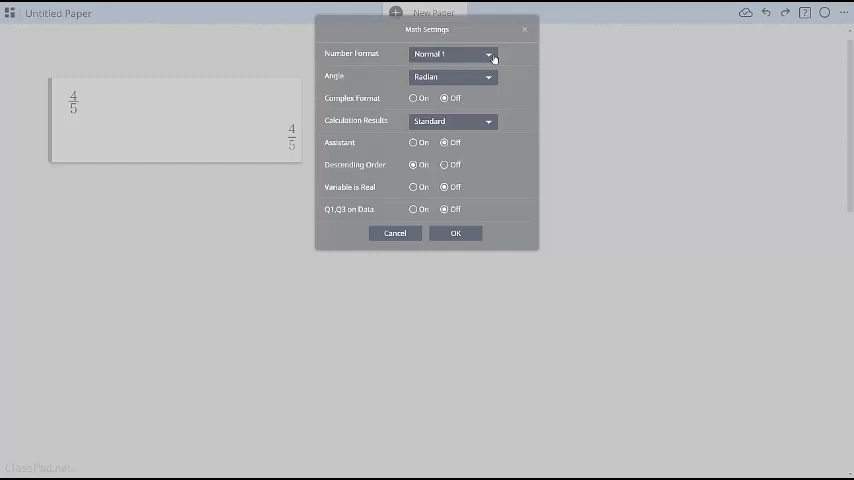 Untitled Paper
New Paper
Math Settings
Number Format Normal 1
Angle Radian
Complex Format On Off
Calculation Results Standard
Assistant On Off
Descending Order On Off
Variable is Real On Off
Q1,Q3 on Data On Off
Cancel OK
4
5
4
5
ClassPad.net